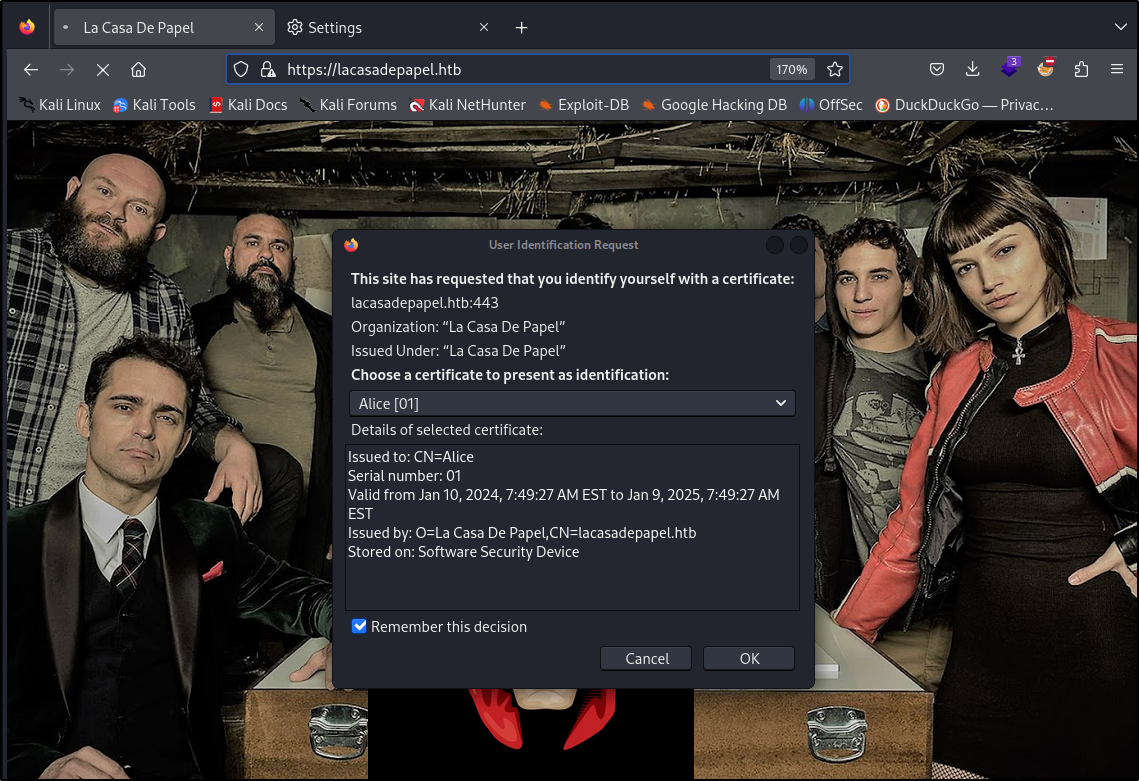 La Casa De Papel
Settings
https://lacasadepapel.htb
170%
3
Kali Linux
Kali Tools
Kali Docs
Kali Forums
Kali NetHunter
Exploit-DB
Google Hacking DB
OffSec
DuckDuckGo — Privac…
User Identification Request
This site has requested that you identify yourself with a certificate:
lacasadepapel.htb:443
Organization: “La Casa De Papel”
Issued Under: “La Casa De Papel”
Choose a certificate to present as identification:
Alice [01]
Details of selected certificate:
Issued to: CN=Alice
Serial number: 01
Valid from Jan 10, 2024, 7:49:27 AM EST to Jan 9, 2025, 7:49:27 AM
EST
Issued by: O=La Casa De Papel,CN=lacasadepapel.htb
Stored on: Software Security Device
Remember this decision
Cancel
OK